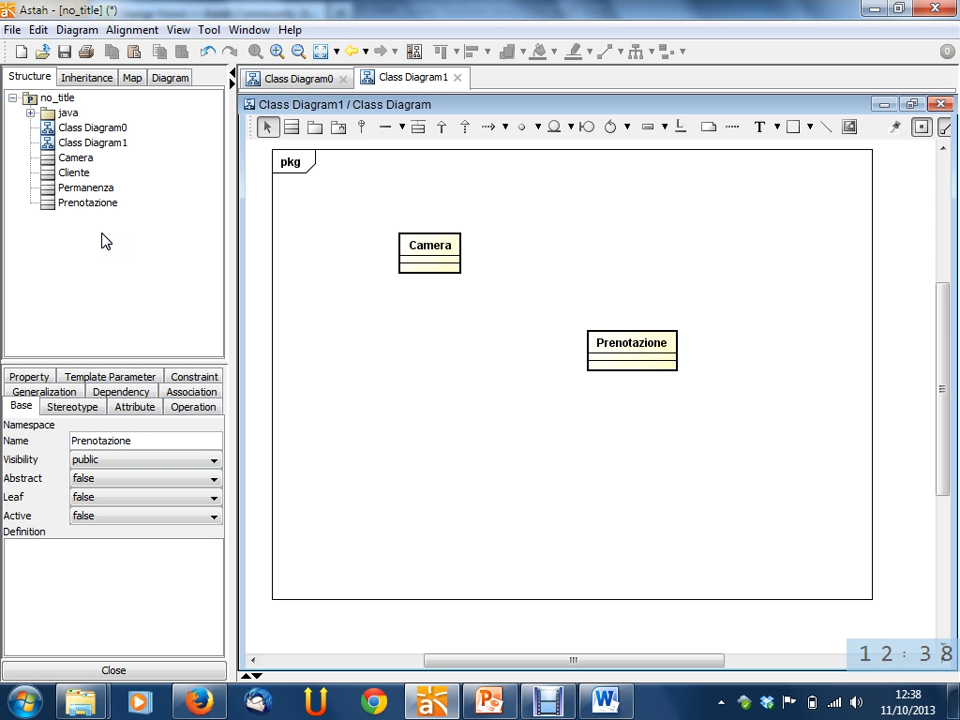 Astah - [no_title] (*)
File Edit Diagram Alignment View Tool Window Help
0
Structure Inheritance Map Diagram
Class Diagram0
Class Diagram1
no_title
java
Class Diagram0
Class Diagram1
Camera
Cliente
Permanenza
Prenotazione
Class Diagram1 / Class Diagram
T
pkg
Camera
Prenotazione
Property Template Parameter Constraint
Generalization Dependency Association
Base Stereotype Attribute Operation
Namespace
Name Prenotazione
Visibility public
Abstract false
Leaf false
Active false
Definition
Close
12:38
12:38
11/10/2013